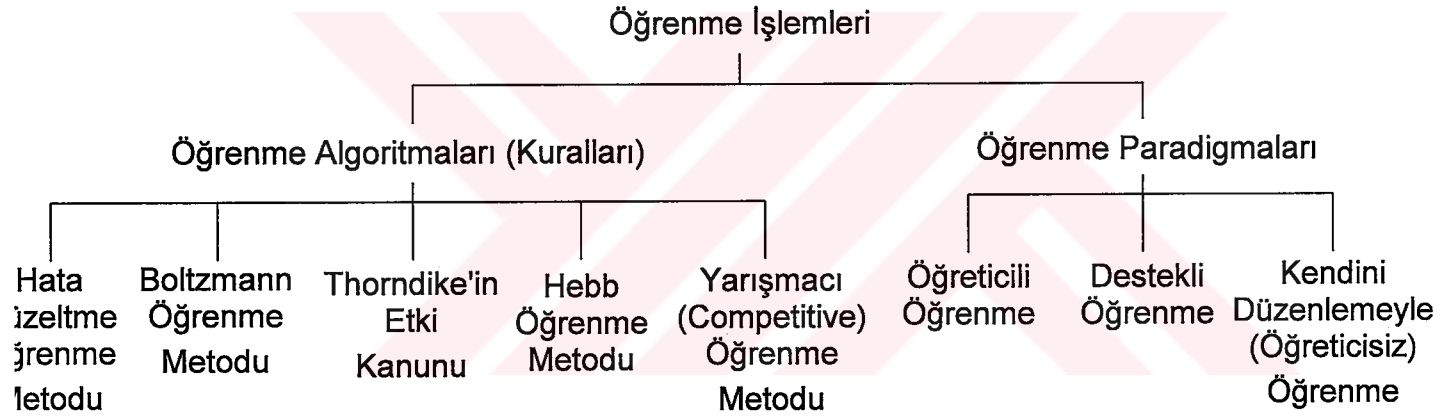 Öğrenme İşlemleri
Öğrenme Algoritmaları (Kuralları)
Öğrenme Paradigmaları
Hata
Boltzmann
Öğrenme
Metodu
Thorndike'in
Etki
Kanunu
Hebb
Öğrenme
Metodu
Yarışmacı
(Competitive)
Öğrenme
Metodu
Öğreticili
Öğrenme
Destekli
Öğrenme
Kendini
Düzenlemeyle
(Öğreticisiz)
Öğrenme